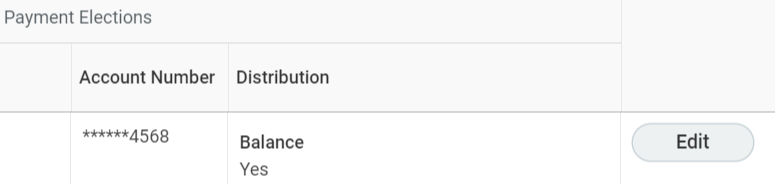 Payment Elections
Account Number Distribution
******4568 Balance Edit
Yes